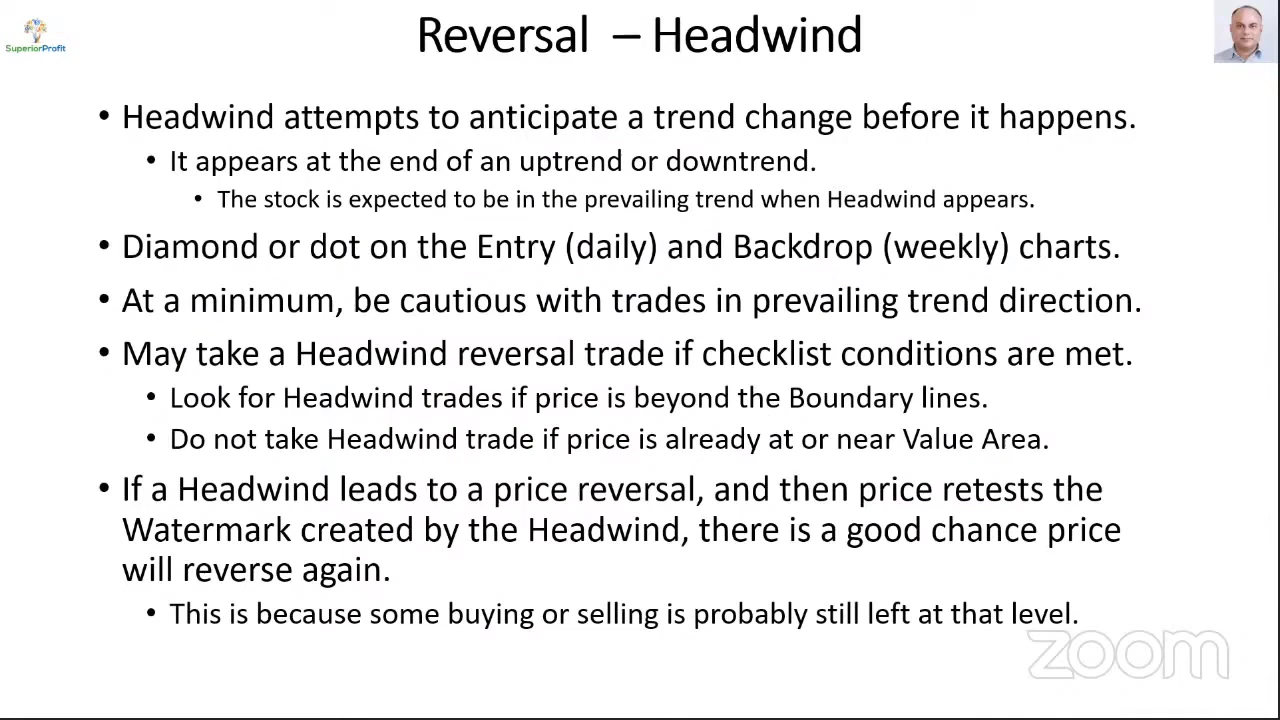 SuperiorProfit
Reversal – Headwind
• Headwind attempts to anticipate a trend change before it happens.
• It appears at the end of an uptrend or downtrend.
• The stock is expected to be in the prevailing trend when Headwind appears.
• Diamond or dot on the Entry (daily) and Backdrop (weekly) charts.
• At a minimum, be cautious with trades in prevailing trend direction.
• May take a Headwind reversal trade if checklist conditions are met.
• Look for Headwind trades if price is beyond the Boundary lines.
• Do not take Headwind trade if price is already at or near Value Area.
• If a Headwind leads to a price reversal, and then price retests the
Watermark created by the Headwind, there is a good chance price
will reverse again.
• This is because some buying or selling is probably still left at that level.
zoom